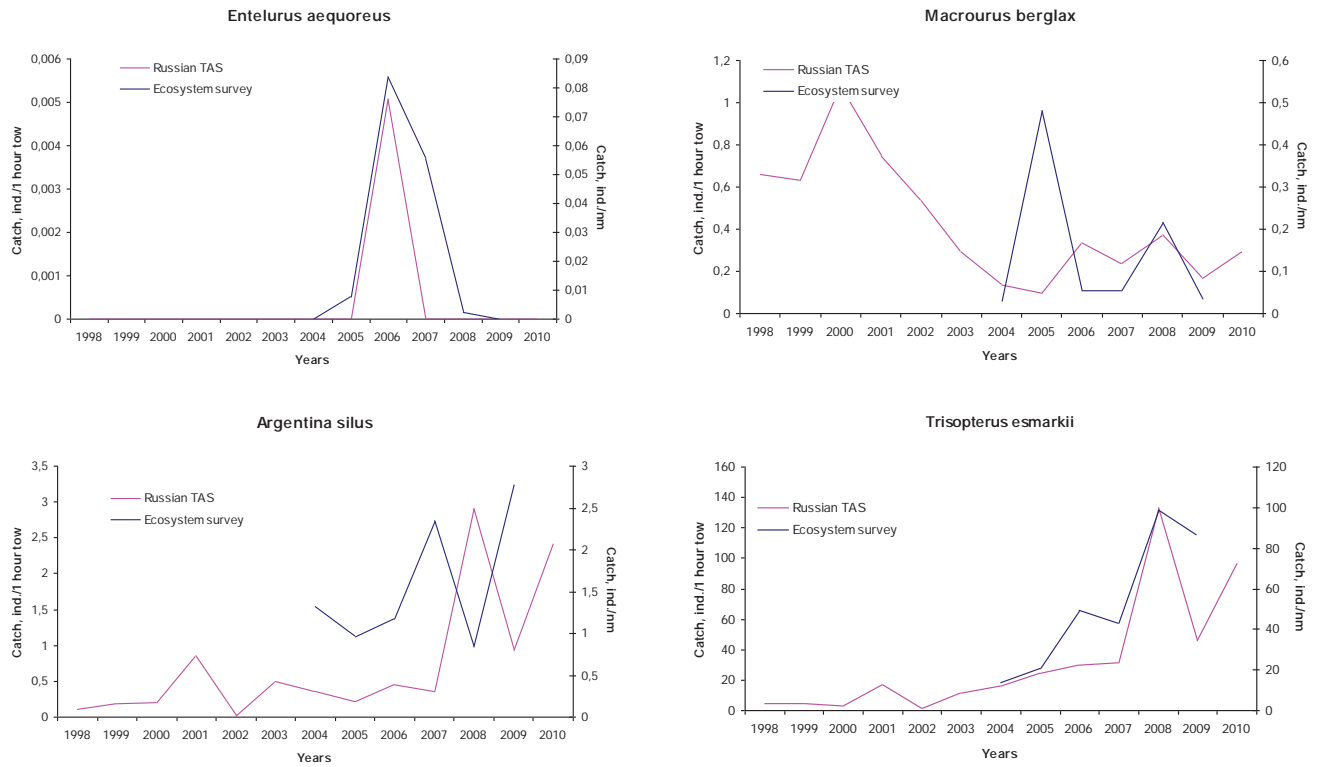 Entelurus aequoreus
Russian TAS
Ecosystem survey
0,006
0,005
0,004
0,003
0,002
0,001
0
Catch, ind./1 hour tow
0,09
0,08
0,07
0,06
0,05
0,04
0,03
0,02
0,01
0
Catch, ind./nm
1998 1999 2000 2001 2002 2003 2004 2005 2006 2007 2008 2009 2010
Years
Macrourus berglax
Russian TAS
Ecosystem survey
1,2
1
0,8
0,6
0,4
0,2
0
Catch, ind./1 hour tow
0,6
0,5
0,4
0,3
0,2
0,1
0
Catch, ind./nm
1998 1999 2000 2001 2002 2003 2004 2005 2006 2007 2008 2009 2010
Years
Argentina silus
Russian TAS
Ecosystem survey
3,5
3
2,5
2
1,5
1
0,5
0
Catch, ind./1 hour tow
3
2,5
2
1,5
1
0,5
0
Catch, ind./nm
1998 1999 2000 2001 2002 2003 2004 2005 2006 2007 2008 2009 2010
Years
Trisopterus esmarkii
Russian TAS
Ecosystem survey
160
140
120
100
80
60
40
20
0
Catch, ind./1 hour tow
120
100
80
60
40
20
0
Catch, ind./nm
1998 1999 2000 2001 2002 2003 2004 2005 2006 2007 2008 2009 2010
Years